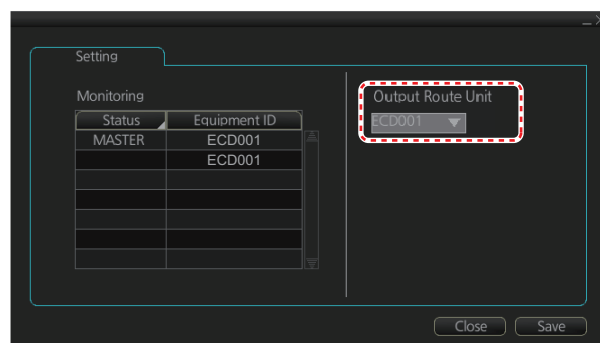 Setting
Monitoring
Status Equipment ID
MASTER ECD001
ECD001
Output Route Unit
ECD001
Close Save